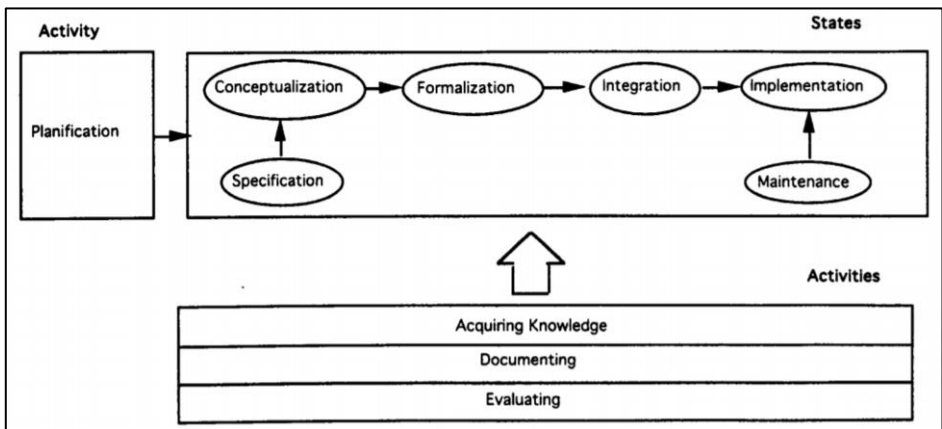 Activity
States
Planification
Conceptualization
Formalization
Integration
Implementation
Specification
Maintenance
Activities
Acquiring Knowledge
Documenting
Evaluating